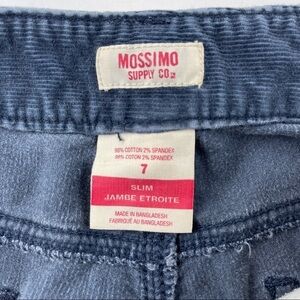 MOSSIMO
SUPPLY CO.
98% COTTON 2% SPANDEX
98% COTTON 2% SPANDEX
7
SLIM
JAMBE ETROITE
MADE IN BANGLADESH
FABRIQUÉ AU BANGLADESH